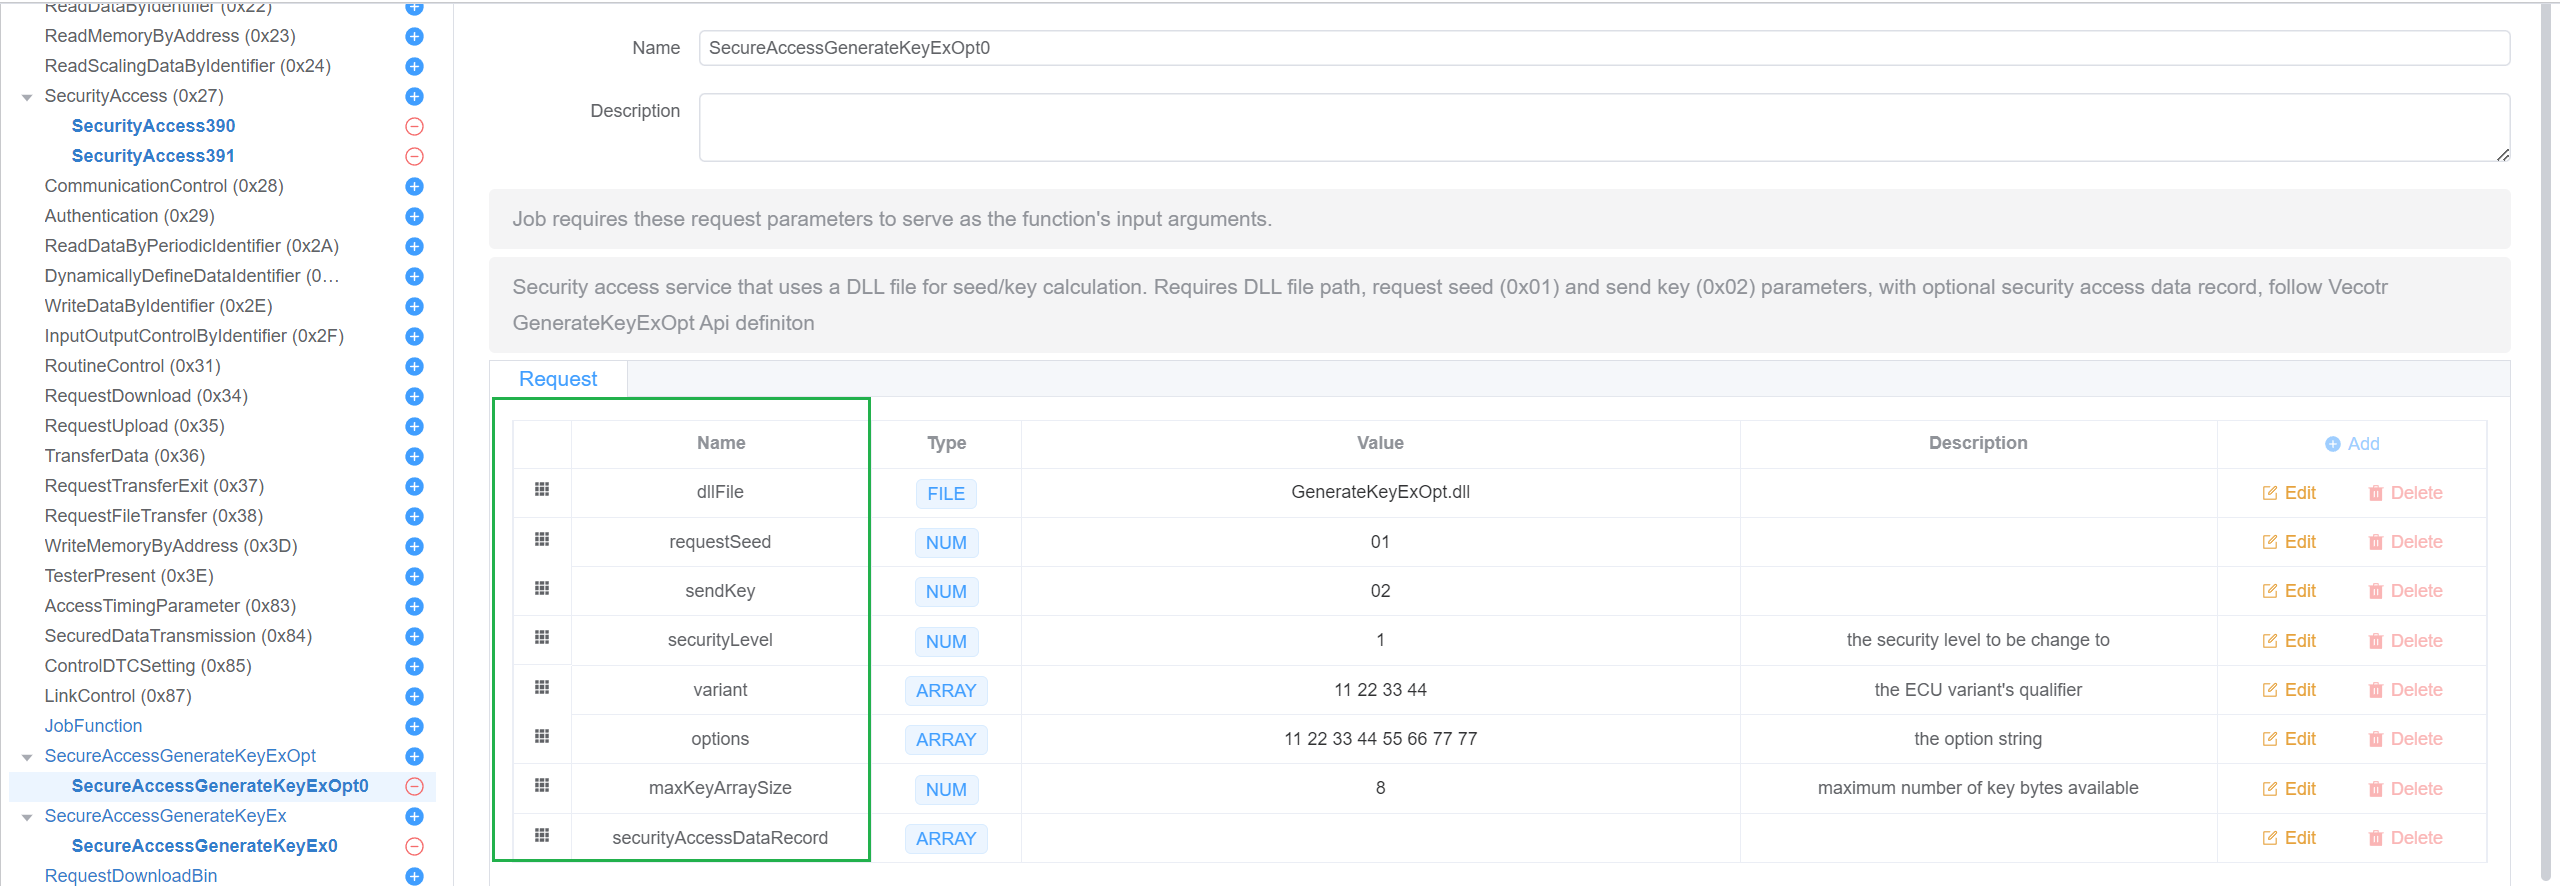 ReadDataByIdentifier (0x22)
ReadMemoryByAddress (0x23)
ReadScalingDataByIdentifier (0x24)
SecurityAccess (0x27)
SecurityAccess390
SecurityAccess391
CommunicationControl (0x28)
Authentication (0x29)
ReadDataByPeriodicIdentifier (0x2A)
DynamicallyDefineDataIdentifier (0…
WriteDataByIdentifier (0x2E)
InputOutputControlByIdentifier (0x2F)
RoutineControl (0x31)
RequestDownload (0x34)
RequestUpload (0x35)
TransferData (0x36)
RequestTransferExit (0x37)
RequestFileTransfer (0x38)
WriteMemoryByAddress (0x3D)
TesterPresent (0x3E)
AccessTimingParameter (0x83)
SecuredDataTransmission (0x84)
ControlDTCSetting (0x85)
LinkControl (0x87)
JobFunction
SecureAccessGenerateKeyExOpt
SecureAccessGenerateKeyExOpt0
SecureAccessGenerateKeyEx
SecureAccessGenerateKeyEx0
RequestDownloadBin
Name SecureAccessGenerateKeyExOpt0
Description
Job requires these request parameters to serve as the function's input arguments.
Security access service that uses a DLL file for seed/key calculation. Requires DLL file path, request seed (0x01) and send key (0x02) parameters, with optional security access data record, follow Vecotr
GenerateKeyExOpt Api definiton
Request
Name Type Value Description Add
dllFile FILE GenerateKeyExOpt.dll Edit Delete
requestSeed NUM 01 Edit Delete
sendKey NUM 02 Edit Delete
securityLevel NUM 1 the security level to be change to Edit Delete
variant ARRAY 11 22 33 44 the ECU variant's qualifier Edit Delete
options ARRAY 11 22 33 44 55 66 77 77 the option string Edit Delete
maxKeyArraySize NUM 8 maximum number of key bytes available Edit Delete
securityAccessDataRecord ARRAY Edit Delete